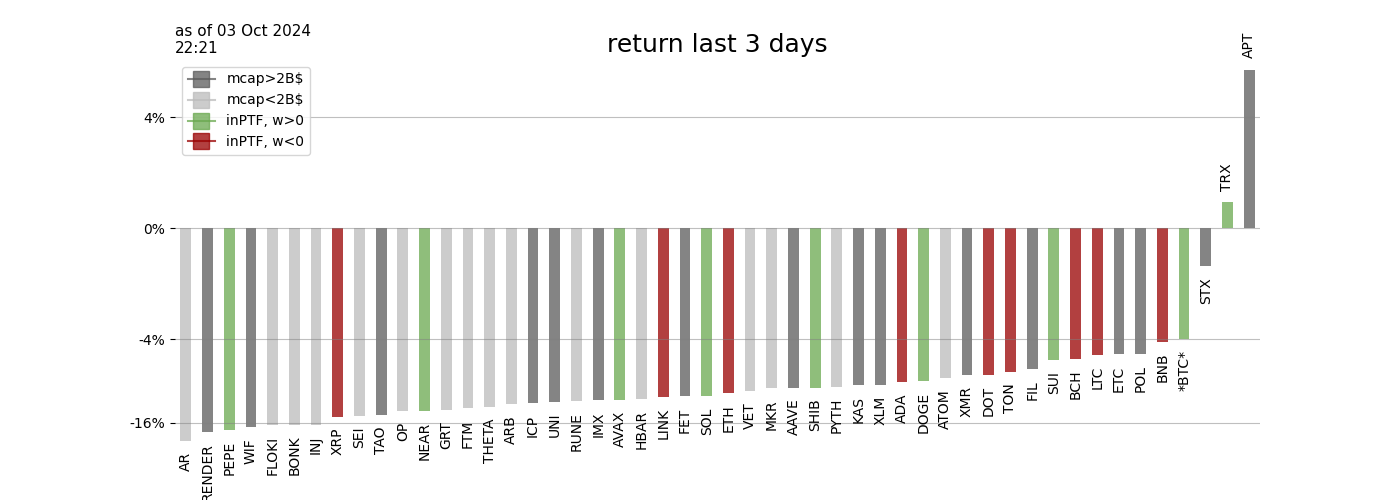 as of 03 Oct 2024
22:21
return last 3 days
mcap>2B$
mcap<2B$
inPTF, w>0
inPTF, w<0
4%
0%
-4%
-16%
AR
RENDER
PEPE
WIF
FLOKI
BONK
INJ
XRP
SEI
TAO
OP
NEAR
GRT
FTM
THETA
ARB
ICP
UNI
RUNE
IMX
AVAX
HBAR
LINK
FET
SOL
ETH
VET
MKR
AAVE
SHIB
PYTH
KAS
XLM
ADA
DOGE
ATOM
XMR
DOT
TON
FIL
SUI
BCH
LTC
ETC
POL
BNB
*BTC*
STX
TRX
APT